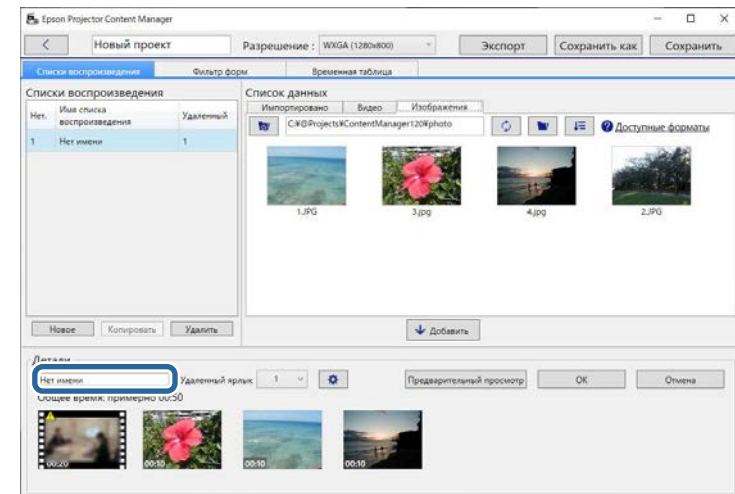 Epson Projector Content Manager
Новый проект Разрешение : WXGA (1280x800) Экспорт Сохранить как Сохранить
Списки воспроизведения Фильтр форм Временная таблица
Списки воспроизведения Список данных
Нет. Имя списка воспроизведения Удаленный
Импортировано Видео Изображения
C:¥@Projects¥ContentManager120¥photo Доступные форматы
1 Нет имени 1
1.JPG 3.jpg 4.jpg 2.JPG
Новое Копировать Удалить Добавить
Детали
Нет имени Удаленный ярлык 1 Предварительный просмотр OK Отмена
Общее время: примерно 00:50
00:20 00:10 00:10 00:10